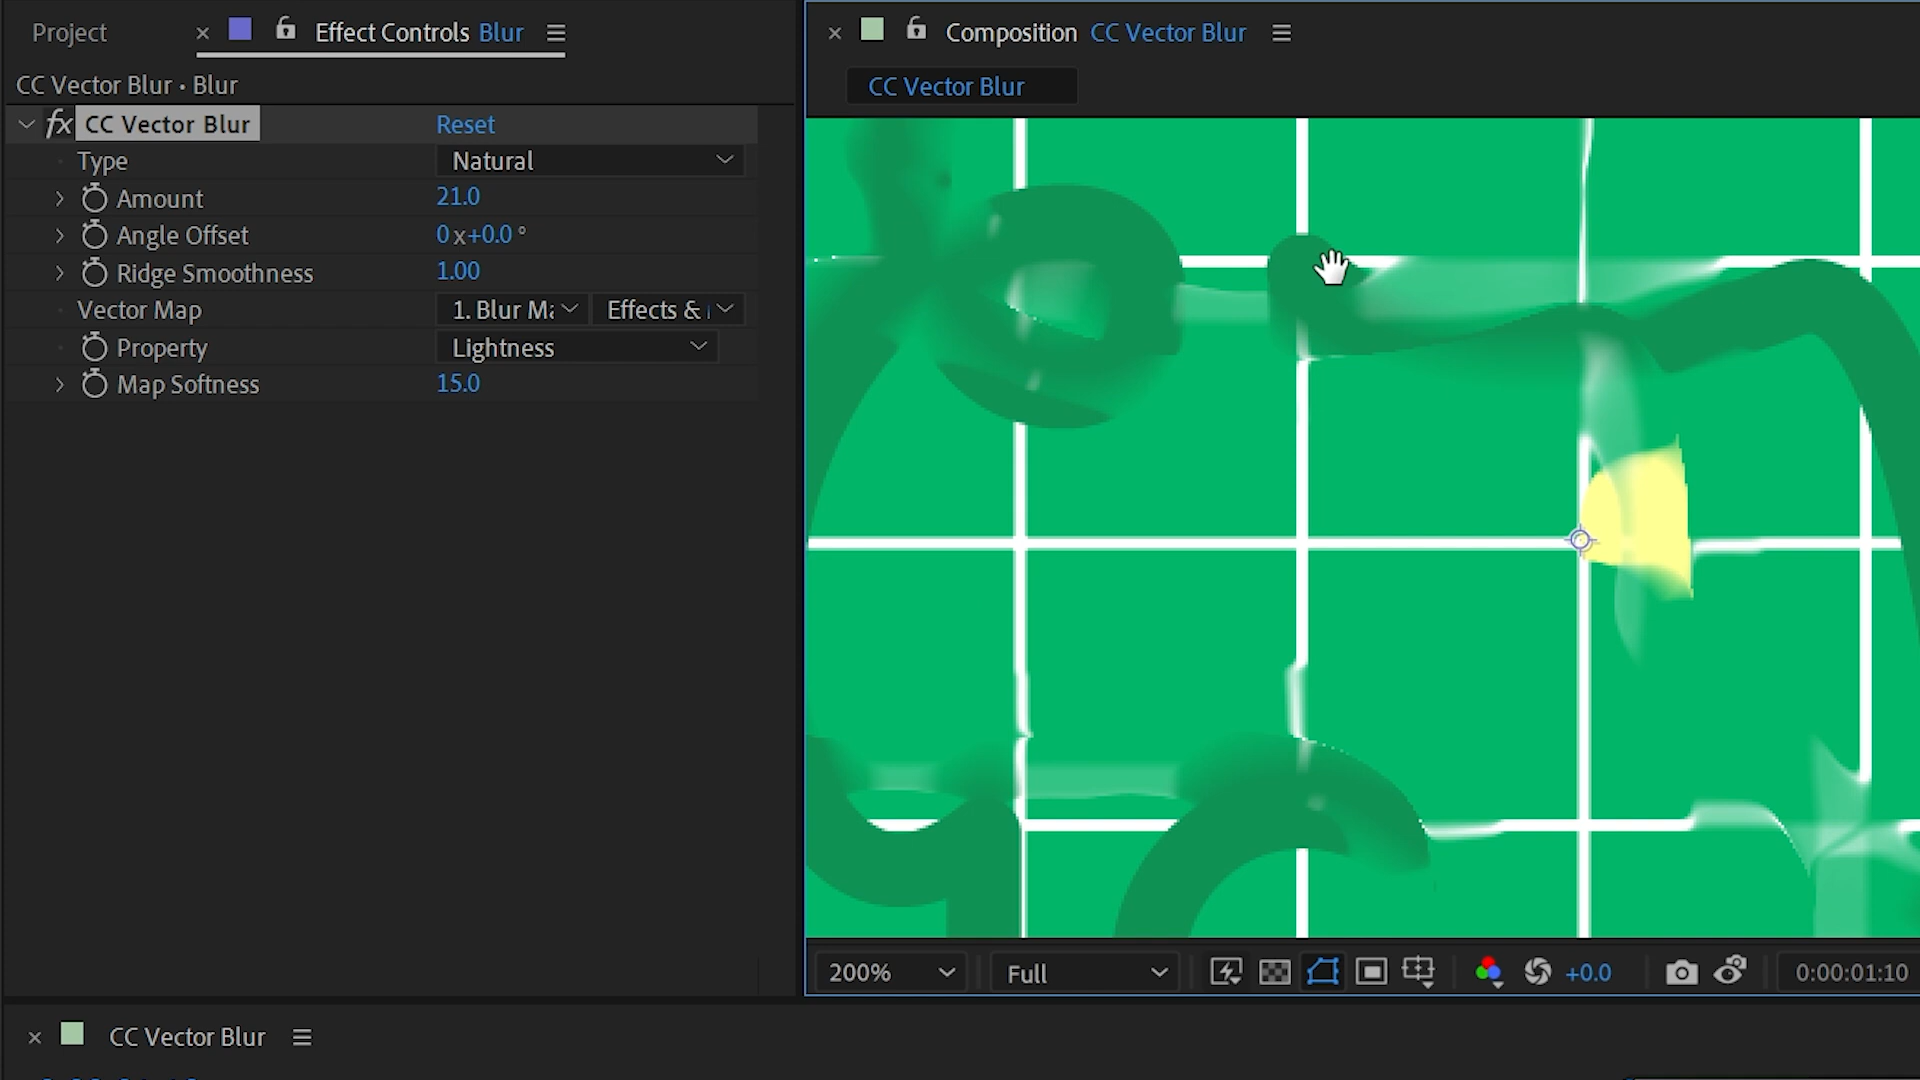 Project
Effect Controls Blur
CC Vector Blur • Blur
fx CC Vector Blur Reset
Type Natural
Amount 21.0
Angle Offset 0x+0.0°
Ridge Smoothness 1.00
Vector Map 1. Blur Ma Effects &
Property Lightness
Map Softness 15.0
Composition CC Vector Blur
CC Vector Blur
200% Full +0.0 0:00:01:10
CC Vector Blur